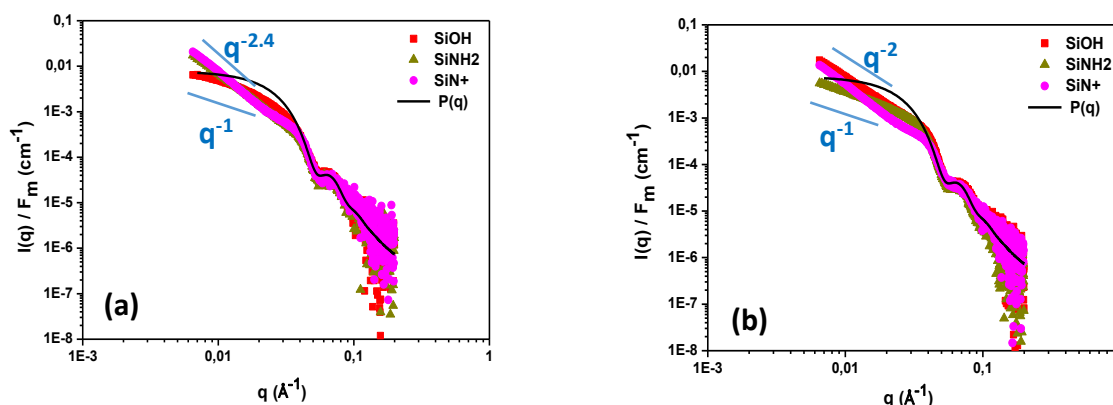 0,1
0,01
1E-3
1E-4
1E-5
1E-6
1E-7
1E-8
I(q) / F_m (cm^-1)
q^-2.4
q^-1
SiOH
SiNH2
SiN+
P(q)
(a)
1E-3
0,01
0,1
1
q (Å^-1)
0,1
0,01
1E-3
1E-4
1E-5
1E-6
1E-7
1E-8
I(q) / F_m (cm^-1)
q^-2
q^-1
SiOH
SiNH2
SiN+
P(q)
(b)
1E-3
0,01
0,1
q (Å^-1)